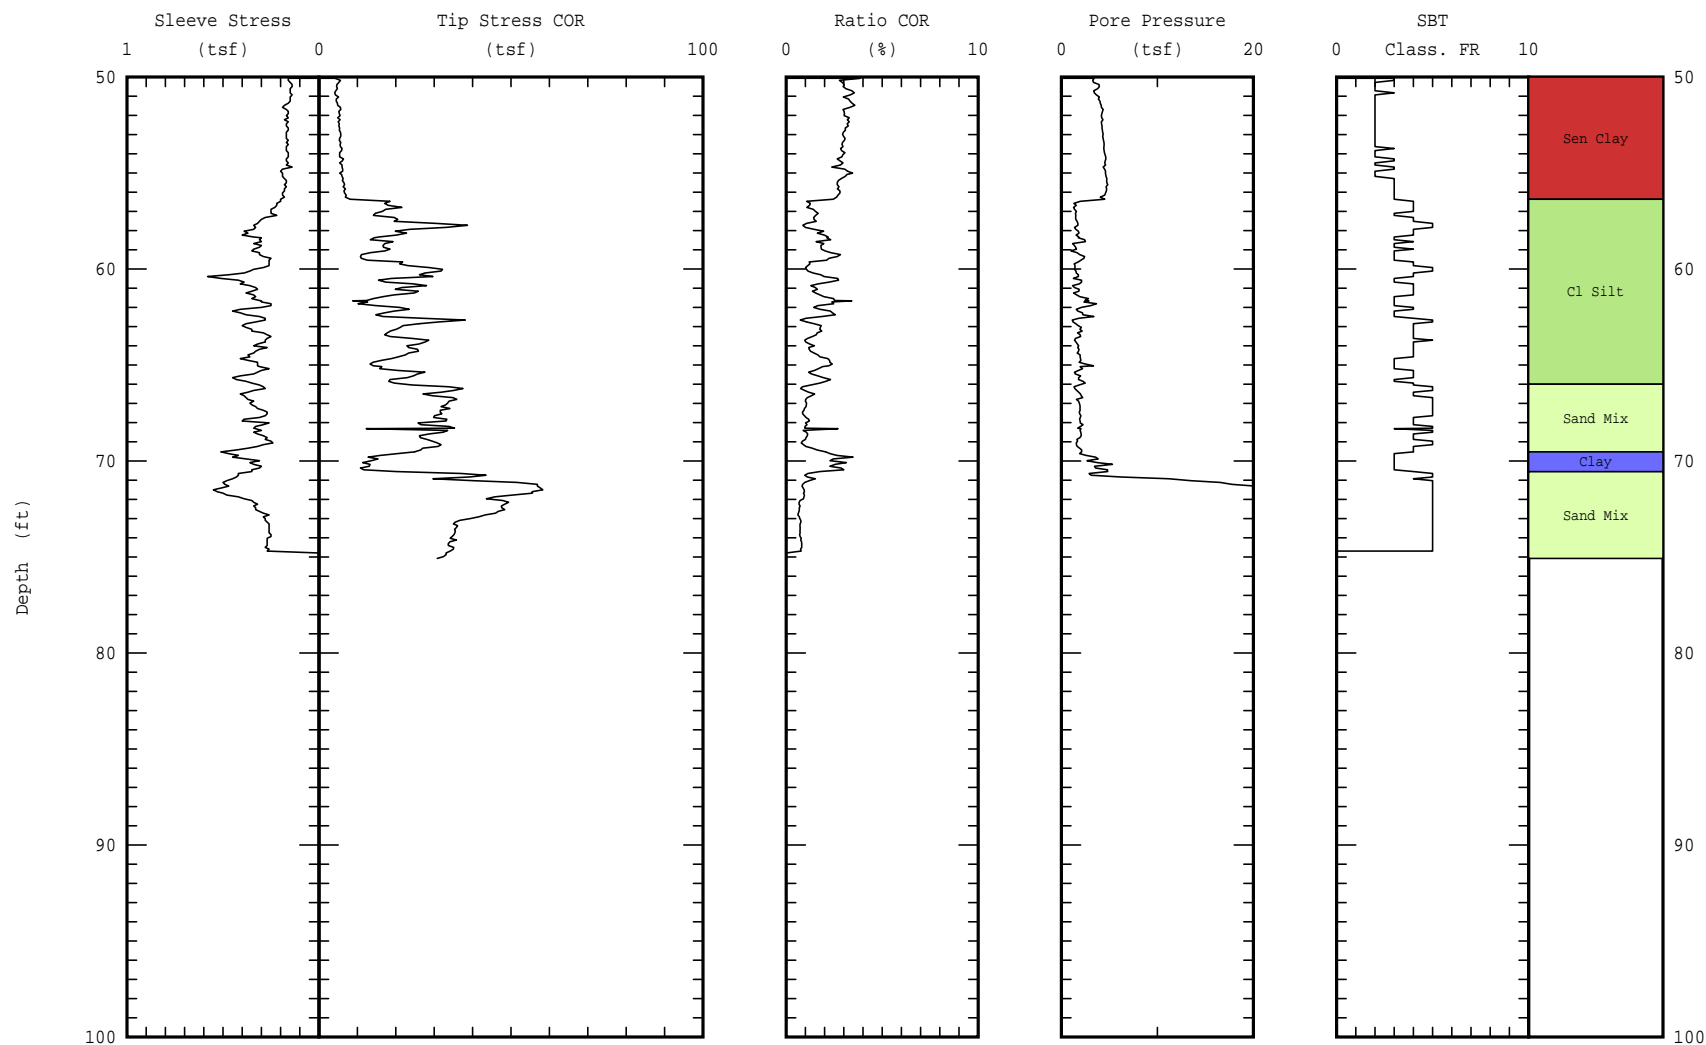 Sleeve Stress Tip Stress COR Ratio COR Pore Pressure SBT
1 (tsf) 0 (tsf) 100 0 (%) 10 0 (tsf) 20 0 Class. FR 10
50 50
Sen Clay
60 60
Cl Silt
Sand Mix
70 Clay 70
Sand Mix
Depth (ft)
80 80
90 90
100 100